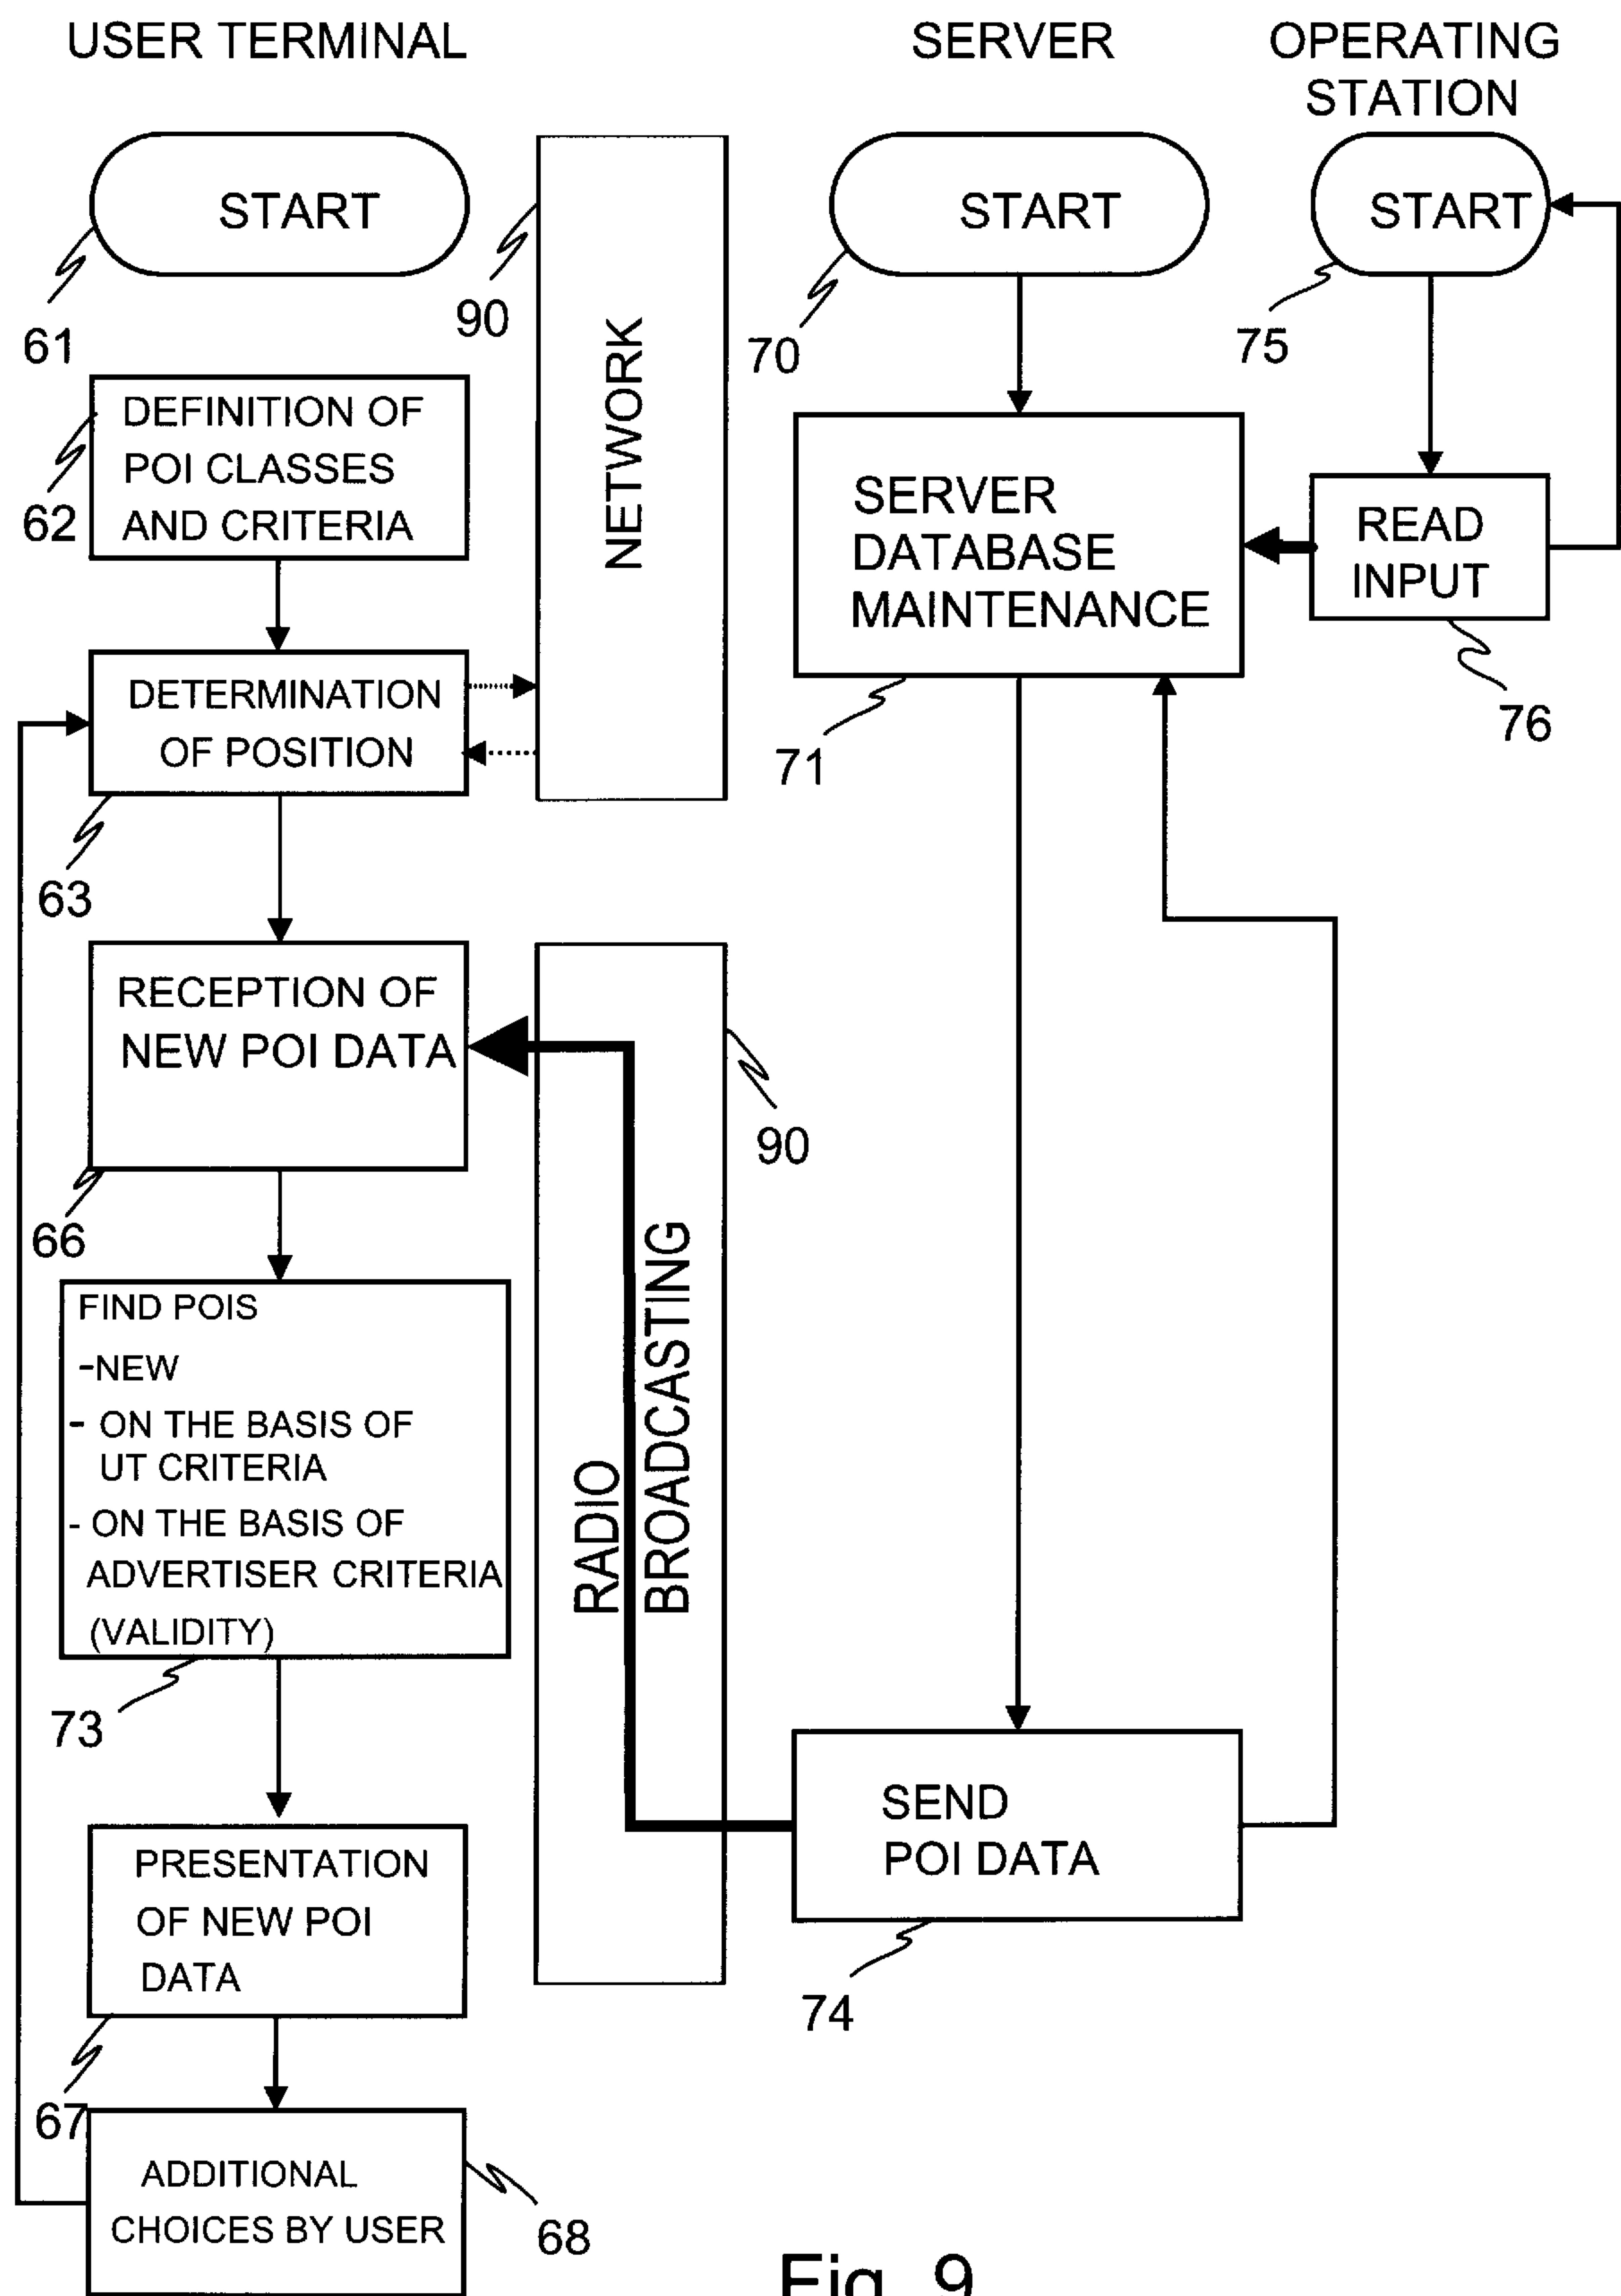 USER TERMINAL
SERVER
OPERATING
STATION
START
START
START
61
90
70
75
DEFINITION OF
POI CLASSES
AND CRITERIA
62
NETWORK
SERVER
DATABASE
MAINTENANCE
READ
INPUT
71
76
DETERMINATION
OF POSITION
63
RECEPTION OF
NEW POI DATA
66
90
RADIO
BROADCASTING
FIND POIS
-NEW
- ON THE BASIS OF
UT CRITERIA
- ON THE BASIS OF
ADVERTISER CRITERIA
(VALIDITY)
73
SEND
POI DATA
74
PRESENTATION
OF NEW POI
DATA
67
ADDITIONAL
CHOICES BY USER
68
Fig. 9